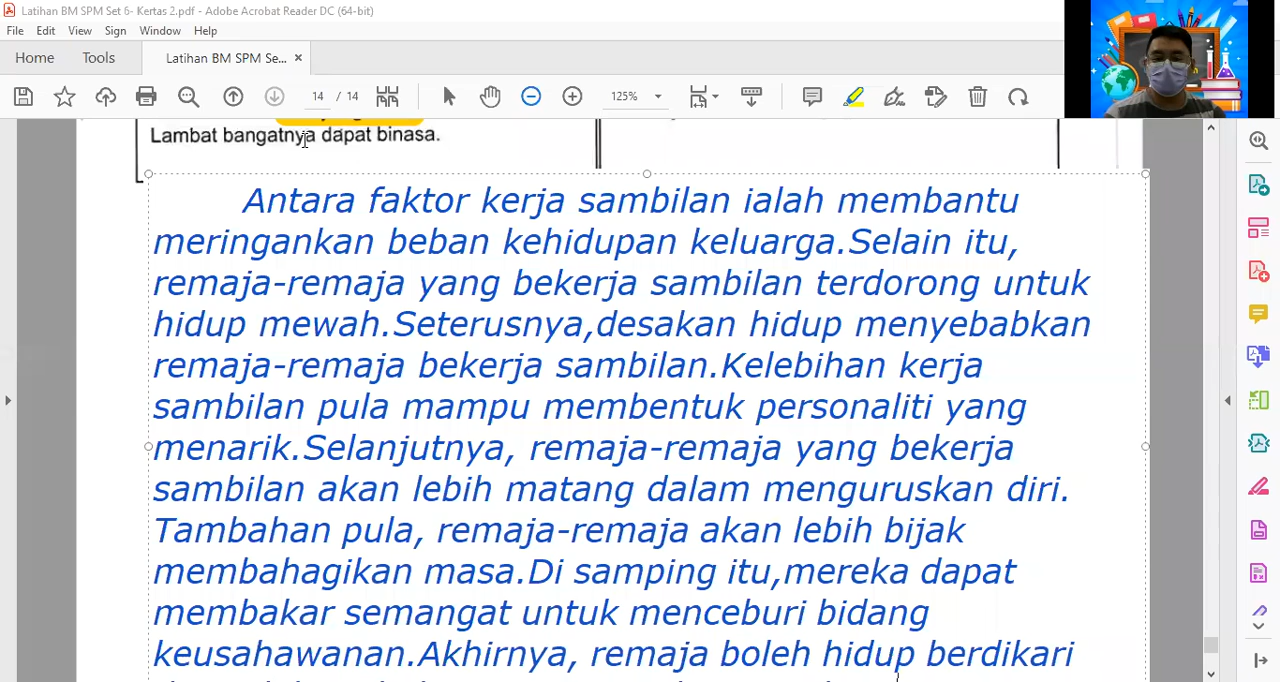 Latihan BM SPM Set 6- Kertas 2.pdf - Adobe Acrobat Reader DC (64-bit)
File Edit View Sign Window Help
Home Tools Latihan BM SPM Se... ×
14 / 14 125%
Lambat bangatnya dapat binasa.
Antara faktor kerja sambilan ialah membantu
meringankan beban kehidupan keluarga.Selain itu,
remaja-remaja yang bekerja sambilan terdorong untuk
hidup mewah.Seterusnya,desakan hidup menyebabkan
remaja-remaja bekerja sambilan.Kelebihan kerja
sambilan pula mampu membentuk personaliti yang
menarik.Selanjutnya, remaja-remaja yang bekerja
sambilan akan lebih matang dalam menguruskan diri.
Tambahan pula, remaja-remaja akan lebih bijak
membahagikan masa.Di samping itu,mereka dapat
membakar semangat untuk menceburi bidang
keusahawanan.Akhirnya, remaja boleh hidup berdikari